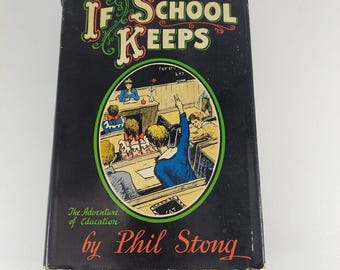 IF SCHOOL
KEEPS
The Adventure
of Education
by Phil Stong